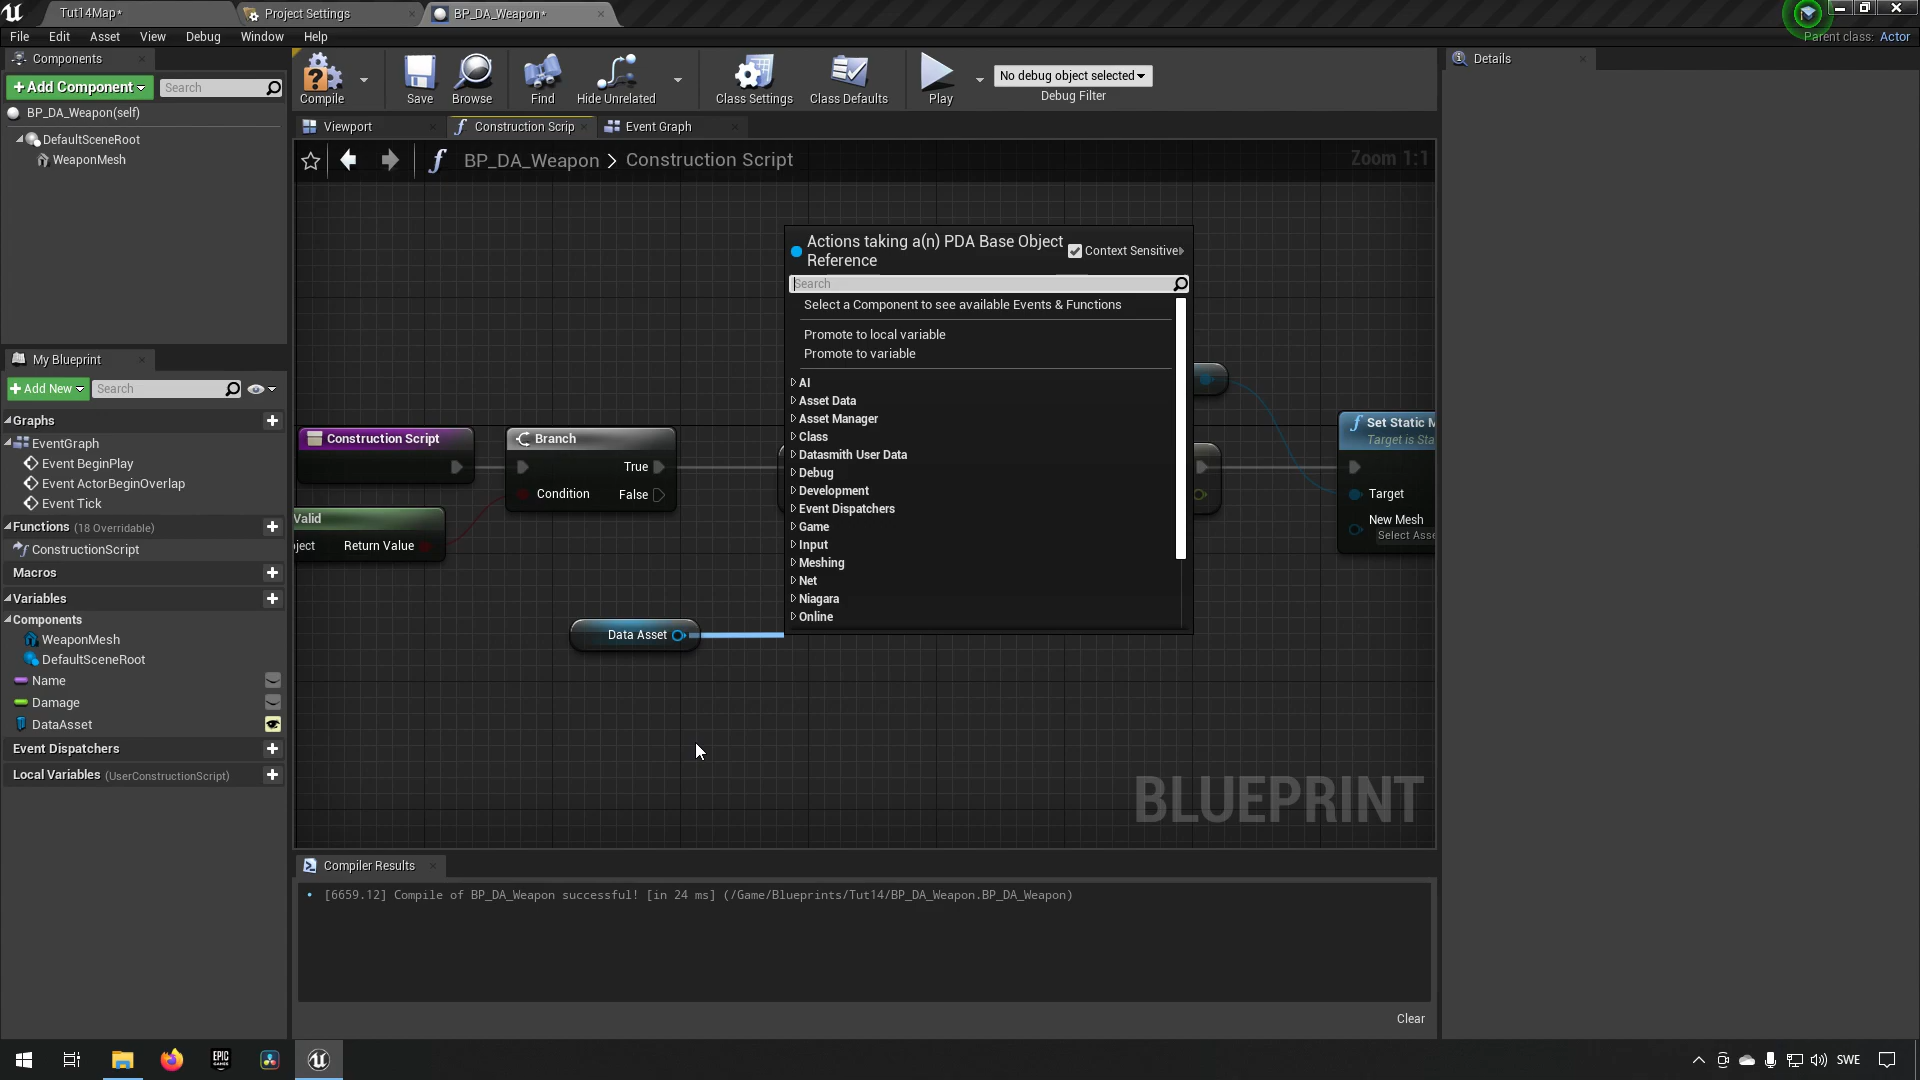 Tut14Map*
Project Settings
BP_DA_Weapon*
File Edit Asset View Debug Window Help
Parent class: Actor
Components
+ Add Component
Search
BP_DA_Weapon(self)
DefaultSceneRoot
WeaponMesh
Compile
Save
Browse
Find
Hide Unrelated
Class Settings
Class Defaults
Play
No debug object selected
Debug Filter
Details
Viewport
Construction Scrip
Event Graph
BP_DA_Weapon > Construction Script
Zoom 1:1
My Blueprint
+ Add New
Search
Graphs
EventGraph
Event BeginPlay
Event ActorBeginOverlap
Event Tick
Functions (18 Overridable)
ConstructionScript
Macros
Variables
Components
WeaponMesh
DefaultSceneRoot
Name
Damage
DataAsset
Event Dispatchers
Local Variables (UserConstructionScript)
Construction Script
Branch
True
Condition
False
Valid
ject
Return Value
Data Asset
Actions taking a(n) PDA Base Object
Reference
Context Sensitive
Search
Select a Component to see available Events & Functions
Promote to local variable
Promote to variable
AI
Asset Data
Asset Manager
Class
Datasmith User Data
Debug
Development
Event Dispatchers
Game
Input
Meshing
Net
Niagara
Online
Set Static M
Target is Sta
Target
New Mesh
Select Asse
BLUEPRINT
Compiler Results
[6659.12] Compile of BP_DA_Weapon successful! [in 24 ms] (/Game/Blueprints/Tut14/BP_DA_Weapon.BP_DA_Weapon)
Clear
EPIC
GAMES
SWE